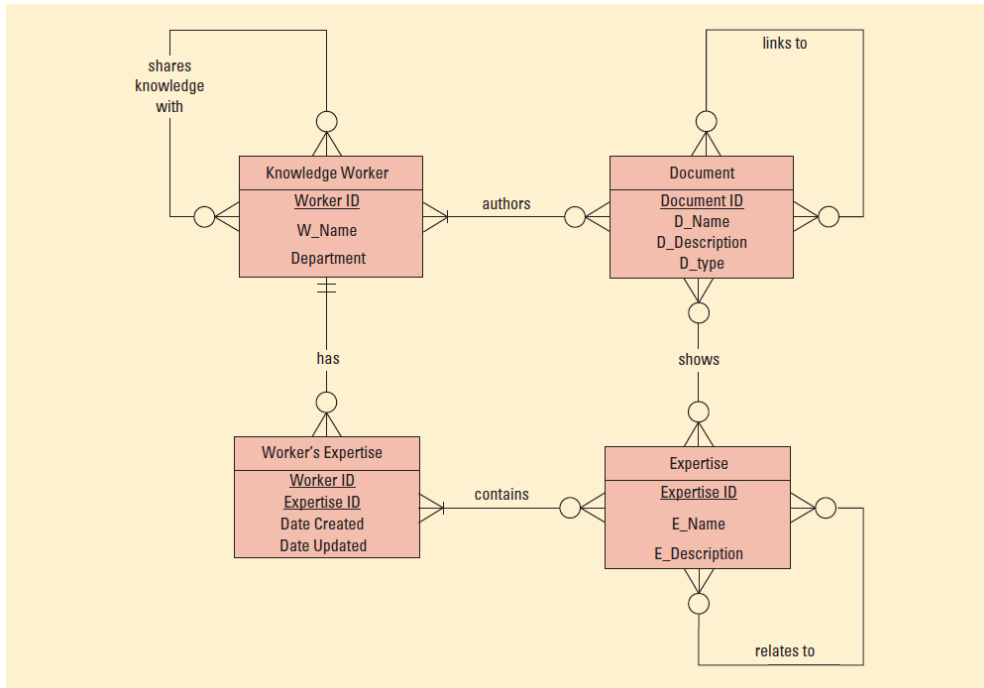 shares
knowledge
with
links to
Knowledge Worker
Worker ID
W_Name
Department
authors
Document
Document ID
D_Name
D_Description
D_type
has
shows
Worker's Expertise
Worker ID
Expertise ID
Date Created
Date Updated
contains
Expertise
Expertise ID
E_Name
E_Description
relates to